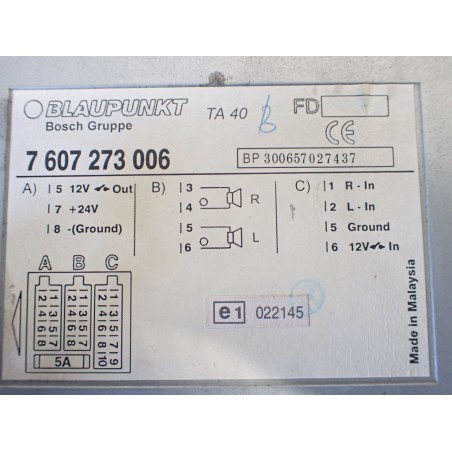 BLAUPUNKT TA 40 FD
Bosch Gruppe
CE
7 607 273 006
BP 300657027437
A) | 5 12V Out
| 7 +24V
| 8 -(Ground)
B) | 3
| 4 R
| 5
| 6 L
C) | 1 R - In
| 2 L - In
| 5 Ground
| 6 12V In
A B C
2 1 2 1 2 1
4 3 4 3 4 3
6 5 6 5 6 5
8 7 8 7 8 7
10 9
5A
e1 022145
Made in Malaysia